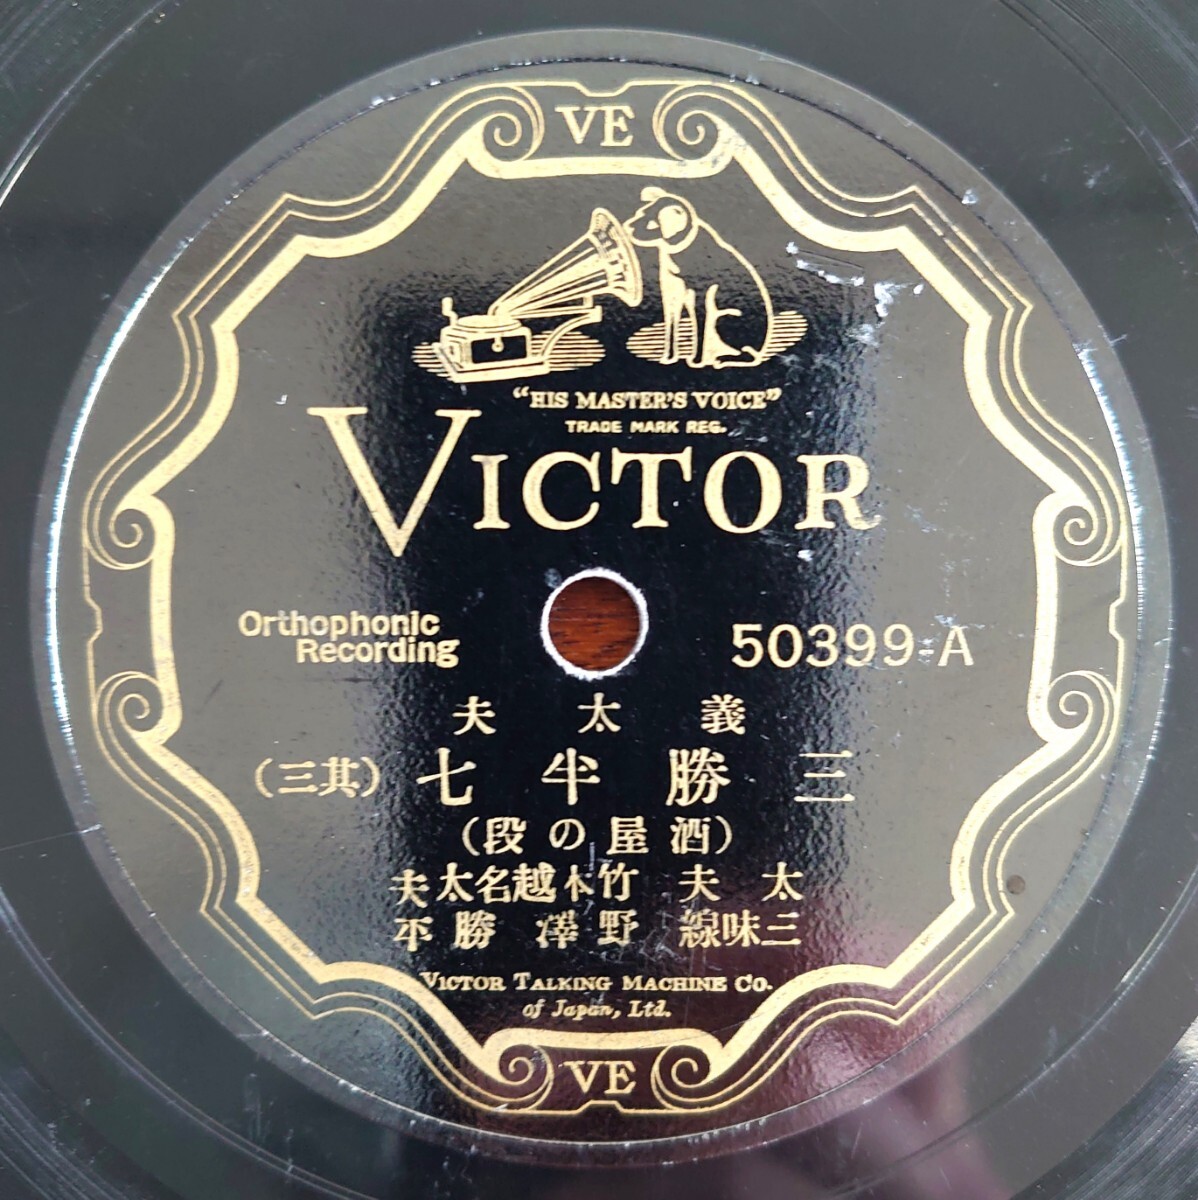 VE
"HIS MASTER'S VOICE"
TRADE MARK REG.
VICTOR
Orthophonic
Recording
50399-A
義太夫
三勝半七 (其三)
(酒屋の段)
太夫 竹本越名太夫
三味線 野澤勝平
VICTOR TALKING MACHINE CO.
of Japan, Ltd.
VE